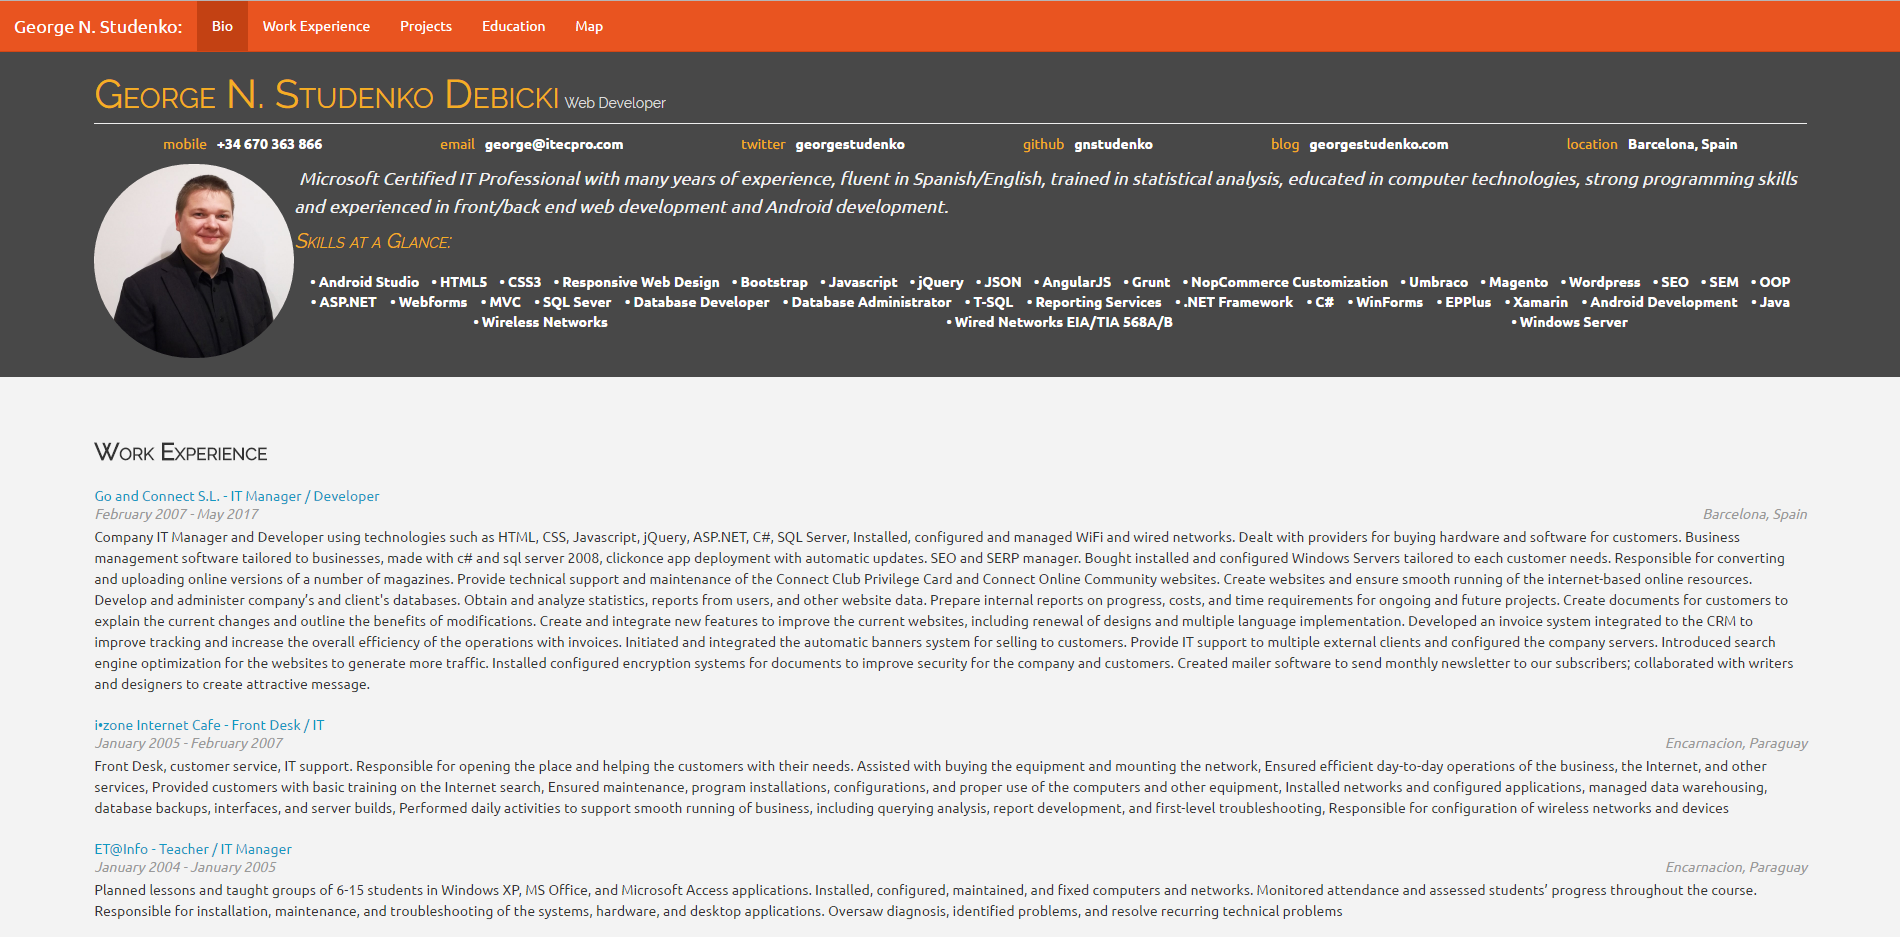 George N. Studenko: Bio Work Experience Projects Education Map
George N. Studenko Debicki Web Developer
mobile +34 670 363 866 email george@itecpro.com twitter georgestudenko github gnstudenko blog georgestudenko.com location Barcelona, Spain
Microsoft Certified IT Professional with many years of experience, fluent in Spanish/English, trained in statistical analysis, educated in computer technologies, strong programming skills
and experienced in front/back end web development and Android development.
Skills at a Glance:
• Android Studio • HTML5 • CSS3 • Responsive Web Design • Bootstrap • Javascript • jQuery • JSON • AngularJS • Grunt • NopCommerce Customization • Umbraco • Magento • Wordpress • SEO • SEM • OOP
• ASP.NET • Webforms • MVC • SQL Sever • Database Developer • Database Administrator • T-SQL • Reporting Services • .NET Framework • C# • WinForms • EPPlus • Xamarin • Android Development • Java
• Wireless Networks • Wired Networks EIA/TIA 568A/B • Windows Server
Work Experience
Go and Connect S.L. - IT Manager / Developer
February 2007 - May 2017 Barcelona, Spain
Company IT Manager and Developer using technologies such as HTML, CSS, Javascript, jQuery, ASP.NET, C#, SQL Server, Installed, configured and managed WiFi and wired networks. Dealt with providers for buying hardware and software for customers. Business
management software tailored to businesses, made with c# and sql server 2008, clickonce app deployment with automatic updates. SEO and SERP manager. Bought installed and configured Windows Servers tailored to each customer needs. Responsible for converting
and uploading online versions of a number of magazines. Provide technical support and maintenance of the Connect Club Privilege Card and Connect Online Community websites. Create websites and ensure smooth running of the internet-based online resources.
Develop and administer company’s and client's databases. Obtain and analyze statistics, reports from users, and other website data. Prepare internal reports on progress, costs, and time requirements for ongoing and future projects. Create documents for customers to
explain the current changes and outline the benefits of modifications. Create and integrate new features to improve the current websites, including renewal of designs and multiple language implementation. Developed an invoice system integrated to the CRM to
improve tracking and increase the overall efficiency of the operations with invoices. Initiated and integrated the automatic banners system for selling to customers. Provide IT support to multiple external clients and configured the company servers. Introduced search
engine optimization for the websites to generate more traffic. Installed configured encryption systems for documents to improve security for the company and customers. Created mailer software to send monthly newsletter to our subscribers; collaborated with writers
and designers to create attractive message.
i•zone Internet Cafe - Front Desk / IT
January 2005 - February 2007 Encarnacion, Paraguay
Front Desk, customer service, IT support. Responsible for opening the place and helping the customers with their needs. Assisted with buying the equipment and mounting the network, Ensured efficient day-to-day operations of the business, the Internet, and other
services, Provided customers with basic training on the Internet search, Ensured maintenance, program installations, configurations, and proper use of the computers and other equipment, Installed networks and configured applications, managed data warehousing,
database backups, interfaces, and server builds, Performed daily activities to support smooth running of business, including querying analysis, report development, and first-level troubleshooting, Responsible for configuration of wireless networks and devices
ET@Info - Teacher / IT Manager
January 2004 - January 2005 Encarnacion, Paraguay
Planned lessons and taught groups of 6-15 students in Windows XP, MS Office, and Microsoft Access applications. Installed, configured, maintained, and fixed computers and networks. Monitored attendance and assessed students’ progress throughout the course.
Responsible for installation, maintenance, and troubleshooting of the systems, hardware, and desktop applications. Oversaw diagnosis, identified problems, and resolve recurring technical problems